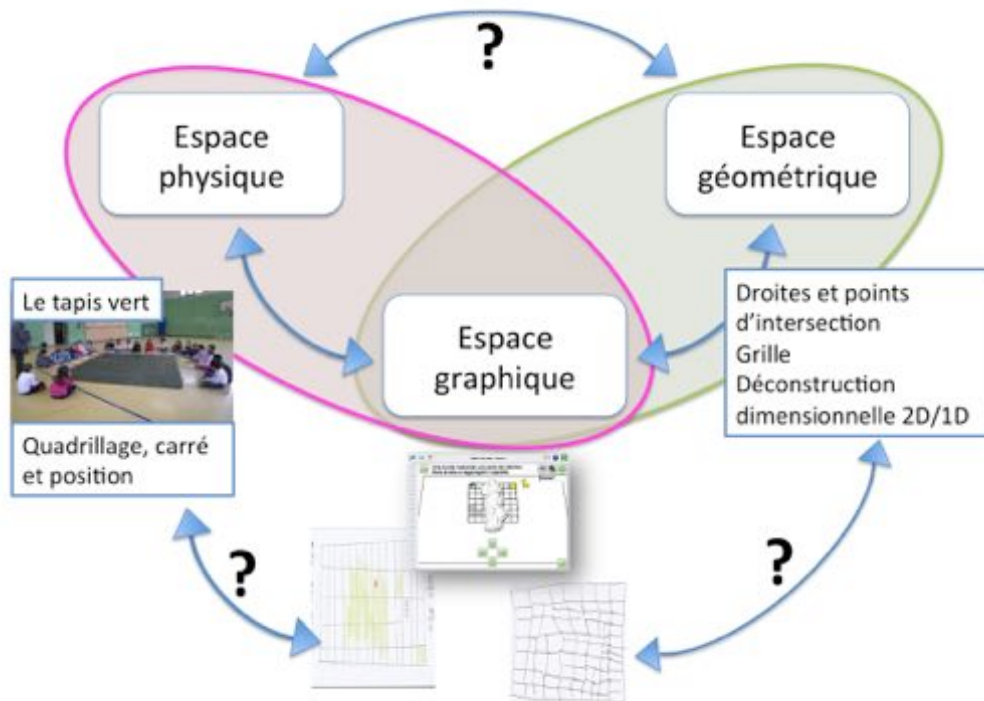 ?
Espace
physique
Espace
géométrique
Le tapis vert
Espace
graphique
Droites et points
d'intersection
Grille
Déconstruction
dimensionnelle 2D/1D
Quadrillage, carré
et position
?
?